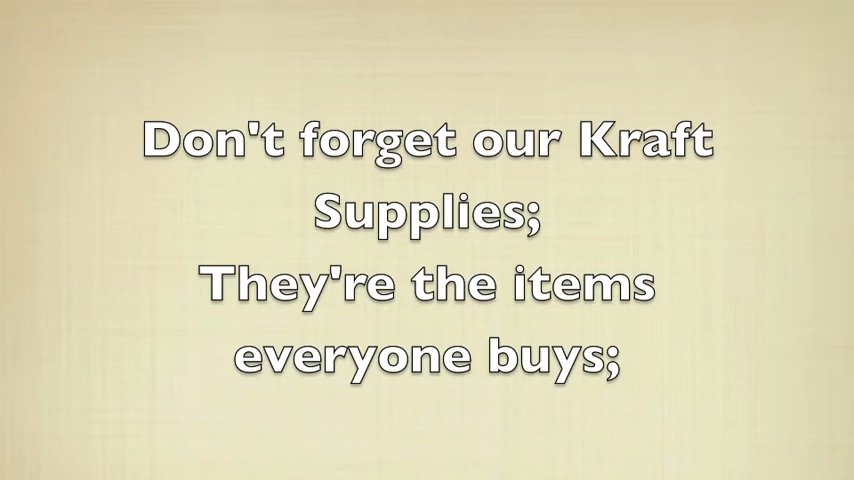 Don't forget our Kraft
Supplies;
They're the items
everyone buys;